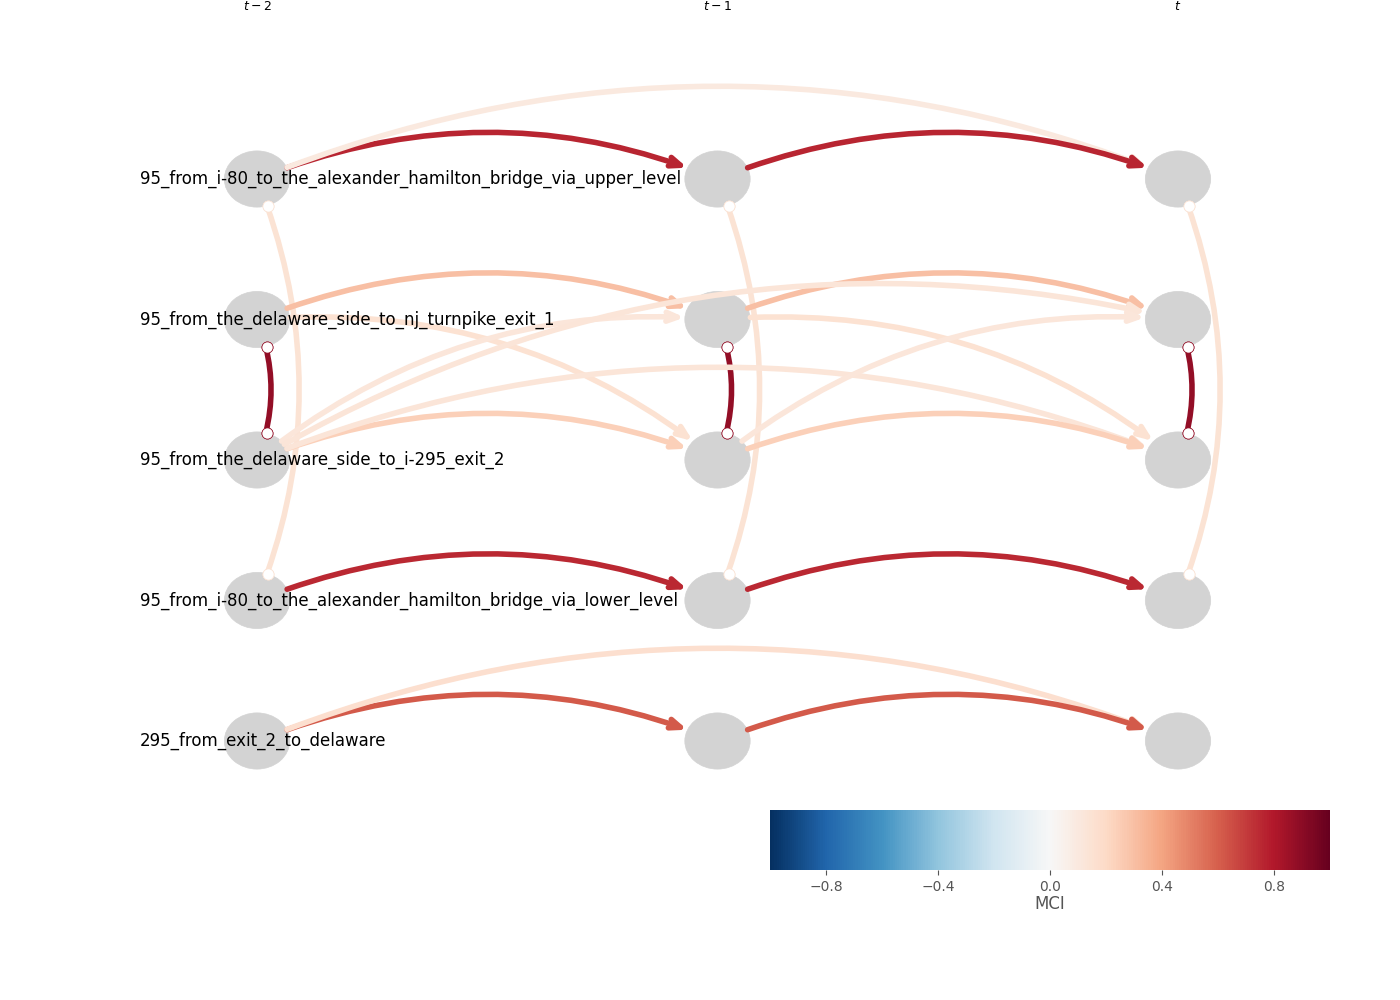 t − 2 t − 1 t
95_from_i-80_to_the_alexander_hamilton_bridge_via_upper_level
95_from_the_delaware_side_to_nj_turnpike_exit_1
95_from_the_delaware_side_to_i-295_exit_2
95_from_i-80_to_the_alexander_hamilton_bridge_via_lower_level
295_from_exit_2_to_delaware
−0.8 −0.4 0.0 0.4 0.8
MCI